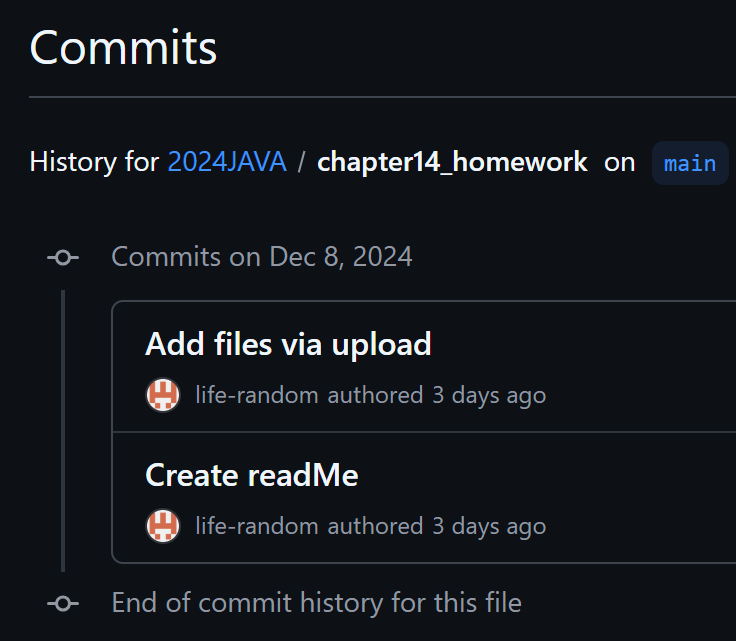 Commits
History for 2024JAVA / chapter14_homework on main
Commits on Dec 8, 2024
Add files via upload
life-random authored 3 days ago
Create readMe
life-random authored 3 days ago
End of commit history for this file